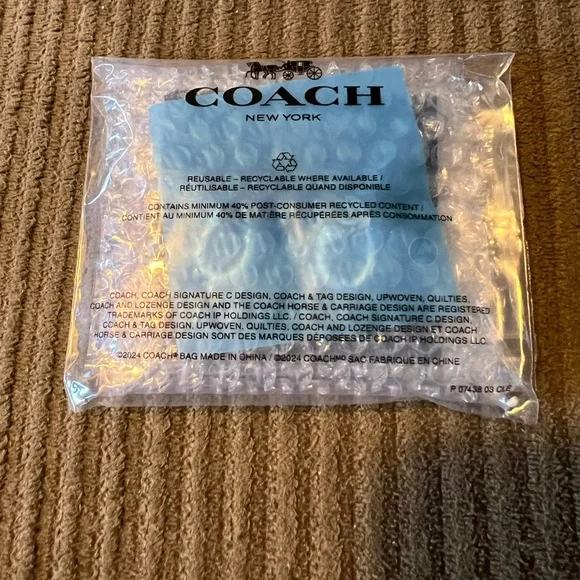 COACH
NEW YORK
REUSABLE – RECYCLABLE WHERE AVAILABLE /
RÉUTILISABLE – RECYCLABLE QUAND DISPONIBLE
CONTAINS MINIMUM 40% POST-CONSUMER RECYCLED CONTENT /
CONTIENT AU MINIMUM 40% DE MATIÈRE RÉCUPÉRÉES APRÈS CONSOMMATION
COACH, COACH SIGNATURE C DESIGN, COACH & TAG DESIGN, UPWOVEN, QUILTIES,
COACH AND LOZENGE DESIGN AND THE COACH HORSE & CARRIAGE DESIGN ARE REGISTERED
TRADEMARKS OF COACH IP HOLDINGS LLC. / COACH, COACH SIGNATURE C DESIGN,
COACH & TAG DESIGN, UPWOVEN, QUILTIES, COACH AND LOZENGE DESIGN ET COACH
HORSE & CARRIAGE DESIGN SONT DES MARQUES DÉPOSÉES DE COACH IP HOLDINGS LLC.
©2024 COACH® BAG MADE IN CHINA / ©2024 COACHMD SAC FABRIQUÉ EN CHINE
P 07438 03 CLE